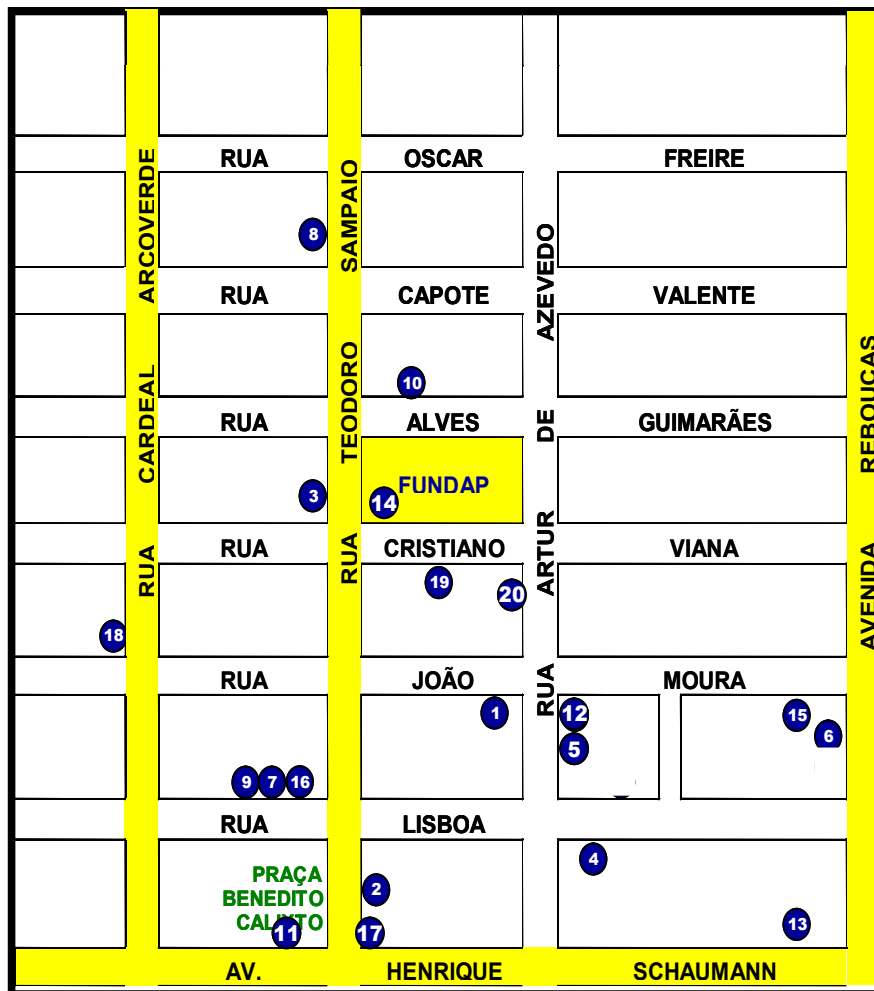 RUA OSCAR FREIRE
8
RUA CAPOTE VALENTE
10
RUA ALVES GUIMARÃES
FUNDAP
3
14
RUA CRISTIANO VIANA
19
20
18
RUA JOÃO MOURA
1
12
15
6
5
9
7
16
RUA LISBOA
4
PRAÇA
BENEDITO
CALIXTO
2
11
17
13
AV. HENRIQUE SCHAUMANN
RUA CARDEAL ARCOVERDE
RUA TEODORO SAMPAIO
RUA ARTUR DE AZEVEDO
AVENIDA REBOUCAS